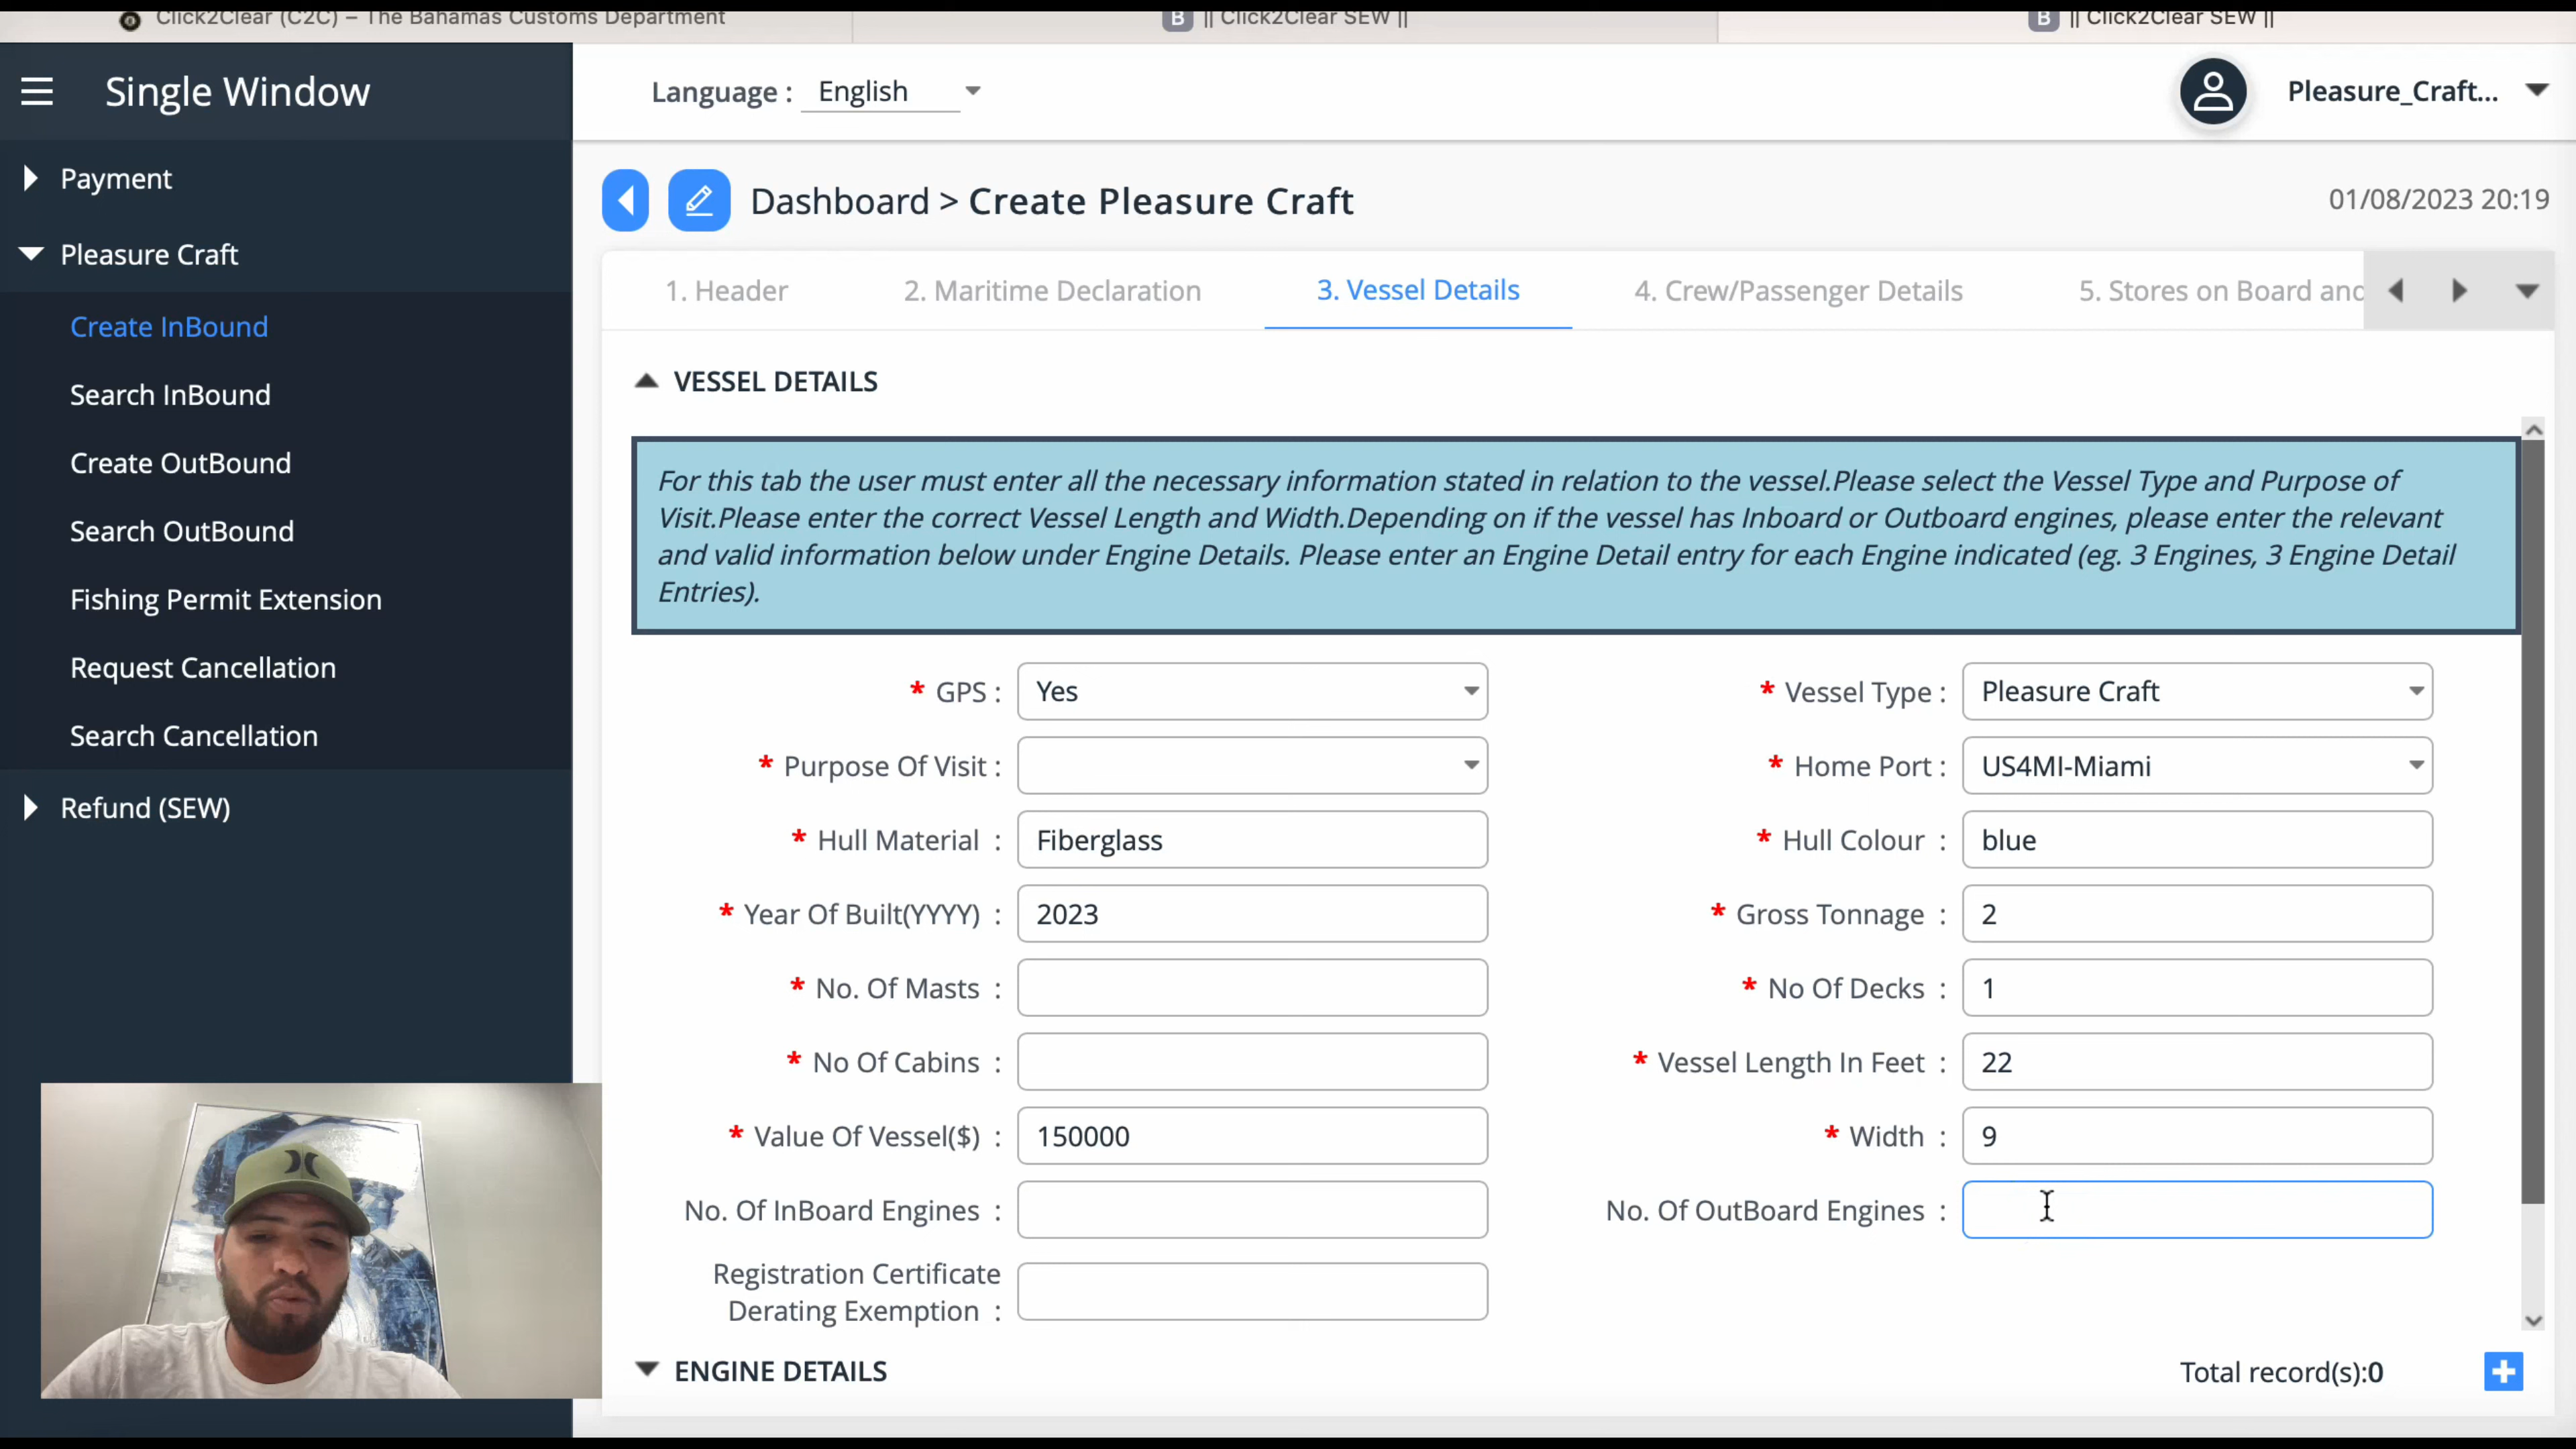 Click2Clear (C2C) – The Bahamas Customs Department
B || Click2Clear SEW ||
B || Click2Clear SEW ||
Single Window
Language : English
Pleasure_Craft...
Payment
Pleasure Craft
Create InBound
Search InBound
Create OutBound
Search OutBound
Fishing Permit Extension
Request Cancellation
Search Cancellation
Refund (SEW)
Dashboard > Create Pleasure Craft
01/08/2023 20:19
1. Header
2. Maritime Declaration
3. Vessel Details
4. Crew/Passenger Details
5. Stores on Board and
VESSEL DETAILS
For this tab the user must enter all the necessary information stated in relation to the vessel.Please select the Vessel Type and Purpose of
Visit.Please enter the correct Vessel Length and Width.Depending on if the vessel has Inboard or Outboard engines, please enter the relevant
and valid information below under Engine Details. Please enter an Engine Detail entry for each Engine indicated (eg. 3 Engines, 3 Engine Detail
Entries).
* GPS : Yes
* Vessel Type : Pleasure Craft
* Purpose Of Visit :
* Home Port : US4MI-Miami
* Hull Material : Fiberglass
* Hull Colour : blue
* Year Of Built(YYYY) : 2023
* Gross Tonnage : 2
* No. Of Masts :
* No Of Decks : 1
* No Of Cabins :
* Vessel Length In Feet : 22
* Value Of Vessel($) : 150000
* Width : 9
No. Of InBoard Engines :
No. Of OutBoard Engines :
Registration Certificate
Derating Exemption :
ENGINE DETAILS
Total record(s):0